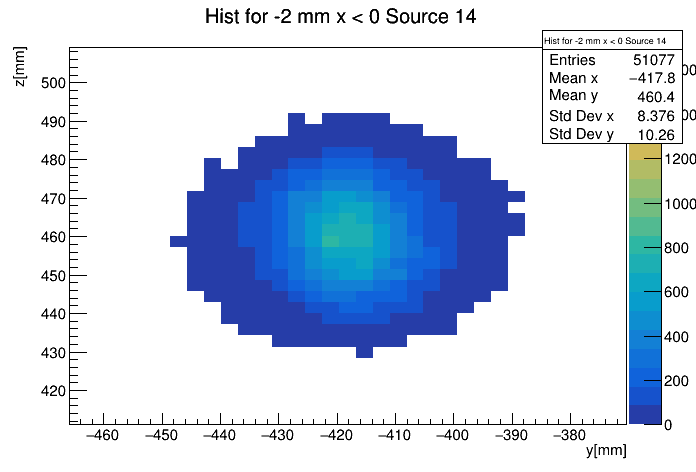 Hist for -2 mm x < 0 Source 14
Hist for -2 mm x < 0 Source 14
Entries 51077
Mean x −417.8
Mean y 460.4
Std Dev x 8.376
Std Dev y 10.26
z[mm]
500
490
480
470
460
450
440
430
420
−460 −450 −440 −430 −420 −410 −400 −390 −380
y[mm]
1200
1000
800
600
400
200
0